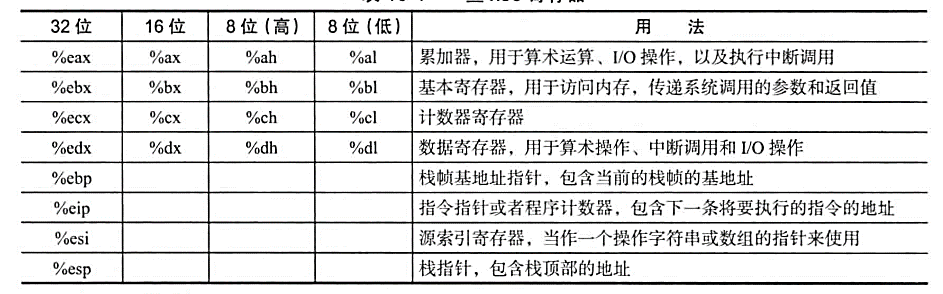 32 位 16 位 8 位 (高) 8 位 (低) 用 法
%eax %ax %ah %al 累加器，用于算术运算、I/O 操作，以及执行中断调用
%ebx %bx %bh %bl 基本寄存器，用于访问内存，传递系统调用的参数和返回值
%ecx %cx %ch %cl 计数器寄存器
%edx %dx %dh %dl 数据寄存器，用于算术操作、中断调用和 I/O 操作
%ebp 栈帧基地址指针，包含当前的栈帧的基地址
%eip 指令指针或者程序计数器，包含下一条将要执行的指令的地址
%esi 源索引寄存器，当作一个操作字符串或数组的指针来使用
%esp 栈指针，包含栈顶部的地址